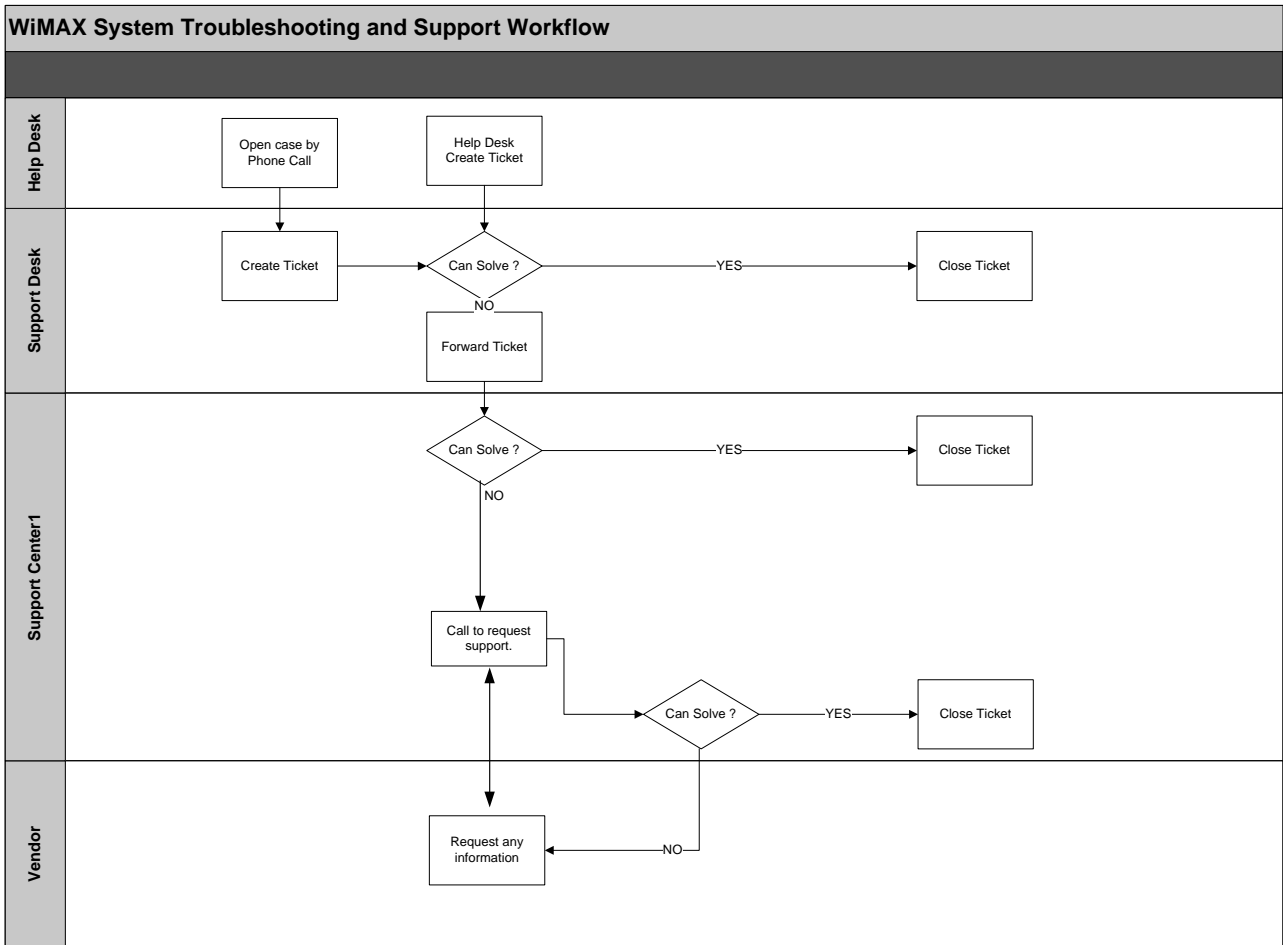 WiMAX System Troubleshooting and Support Workflow
Help Desk
Open case by
Phone Call
Help Desk
Create Ticket
Support Desk
Create Ticket
Can Solve ?
YES
Close Ticket
NO
Forward Ticket
Support Center1
Can Solve ?
YES
Close Ticket
NO
Call to request
support.
Can Solve ?
YES
Close Ticket
Vendor
Request any
information
NO